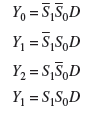 Y₀ = S̅₁S̅₀D
Y₁ = S̅₁S₀D
Y₂ = S₁S̅₀D
Y₁ = S₁S₀D